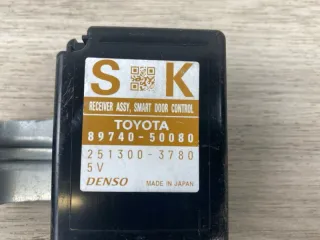 S K
RECEIVER ASSY, SMART DOOR CONTROL
TOYOTA
89740-50080
251300-3780
5V
DENSO MADE IN JAPAN